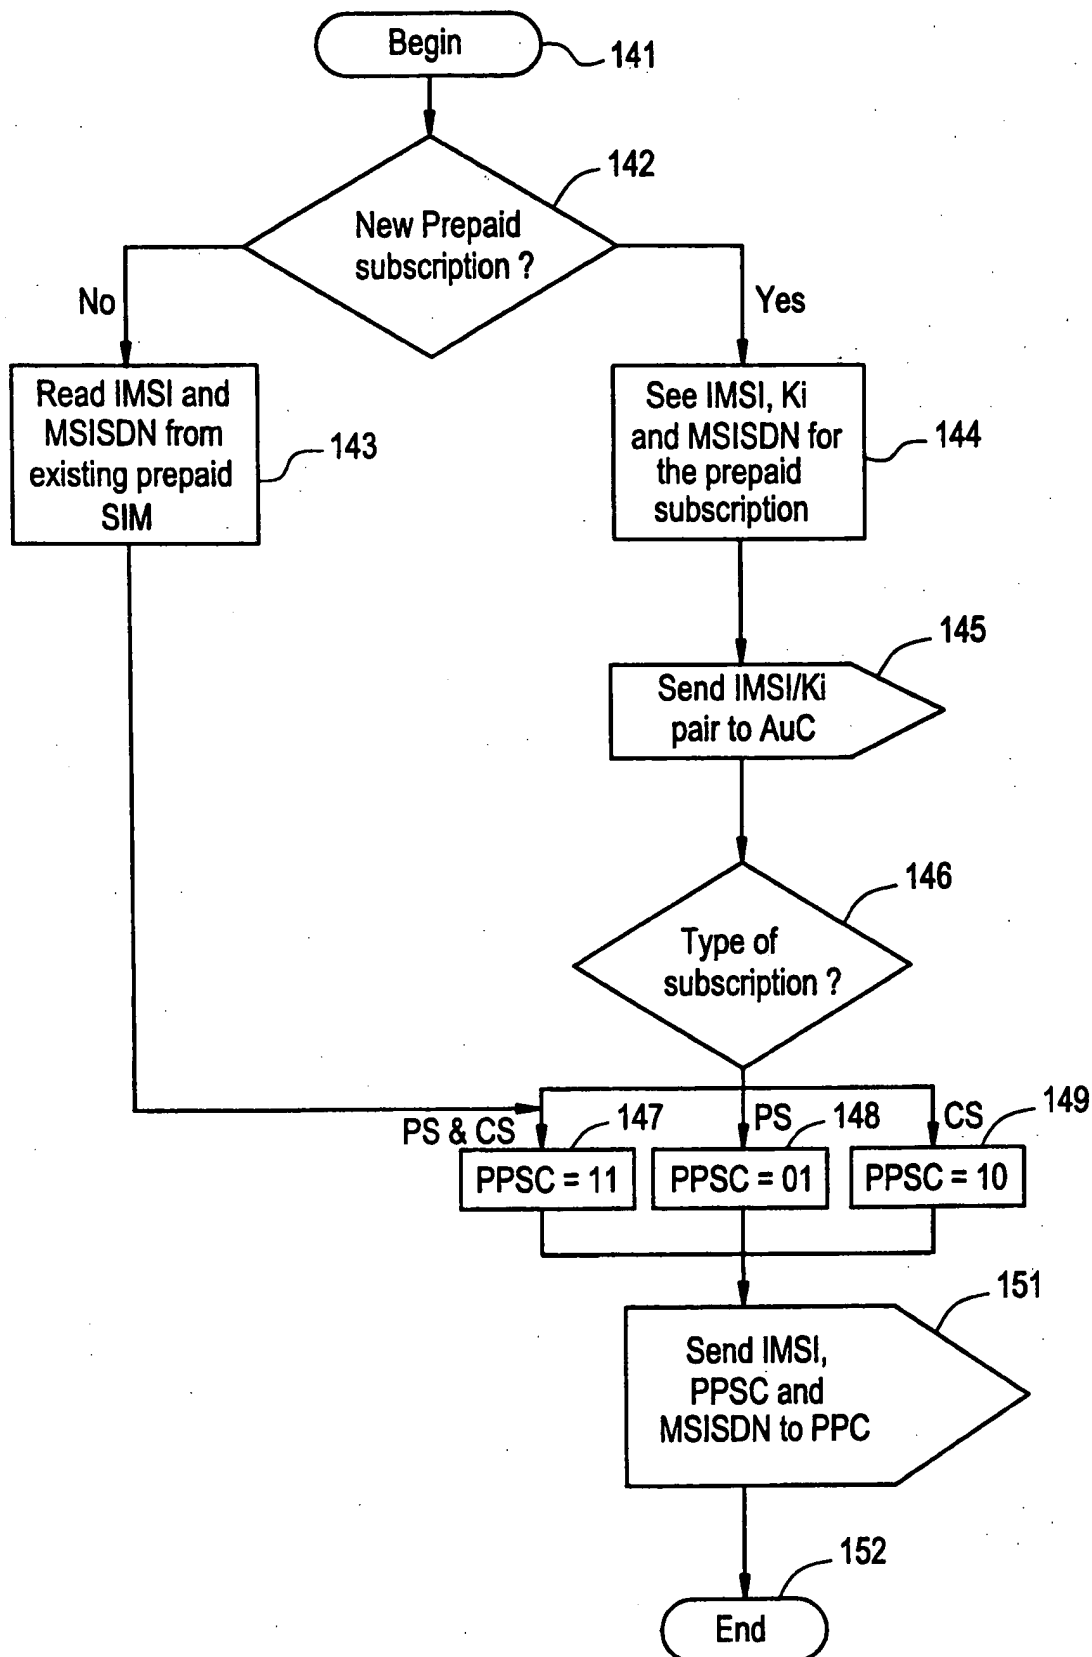 Begin
141
142
New Prepaid
subscription ?
No
Yes
Read IMSI and
MSISDN from
existing prepaid
SIM
143
See IMSI, Ki
and MSISDN for
the prepaid
subscription
144
145
Send IMSI/Ki
pair to AuC
146
Type of
subscription ?
PS & CS
147
PS
148
CS
149
PPSC = 11
PPSC = 01
PPSC = 10
151
Send IMSI,
PPSC and
MSISDN to PPC
152
End